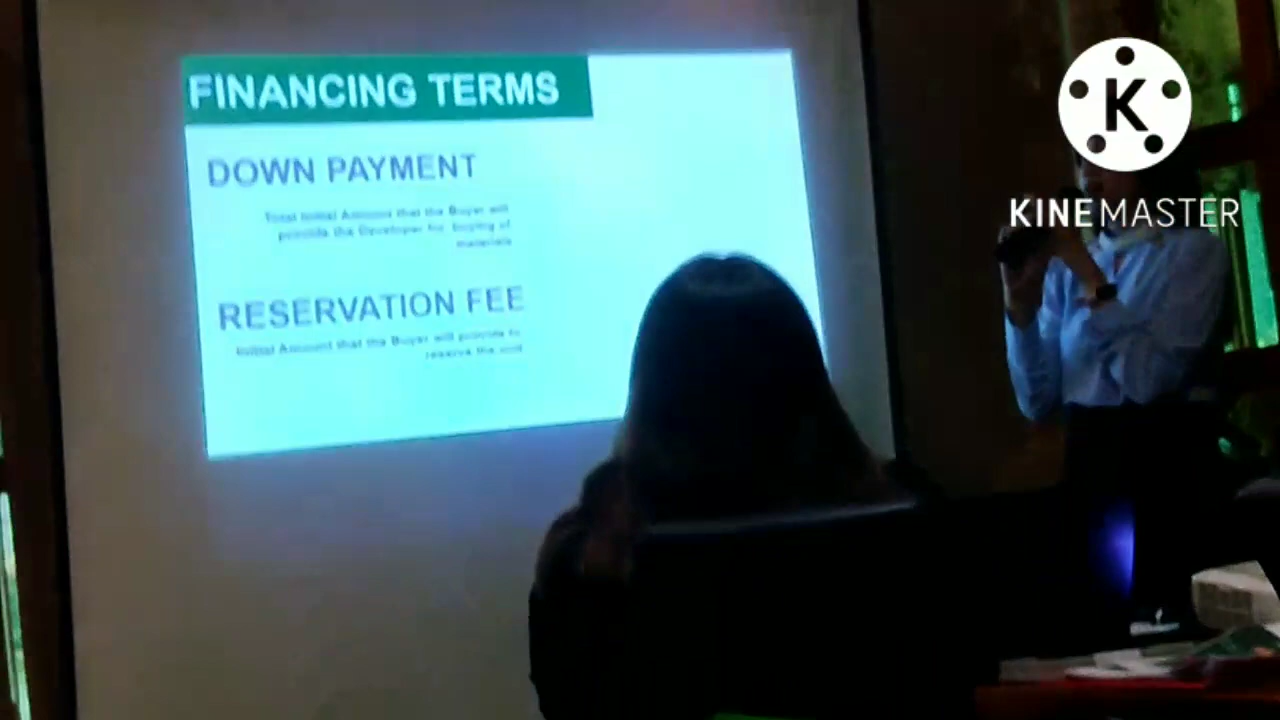 FINANCING TERMS
DOWN PAYMENT
Total Initial Amount that the Buyer will
provide the Developer for buying of
materials
RESERVATION FEE
Initial Amount that the Buyer will provide to
reserve the unit
K
KINEMASTER